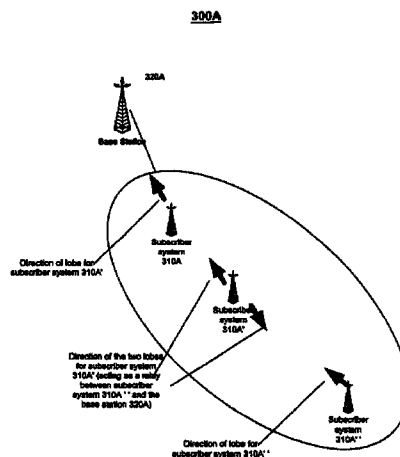 300A
320A
Base Station
Direction of lobe for
subscriber system 310A'
Subscriber
system
310A
Subscriber
system
310A'
Direction of the two lobes
for subscriber system
310A' (acting as a relay
between subscriber
system 310A'' and the
base station 320A)
Subscriber
system
310A''
Direction of lobe for
subscriber system 310A''